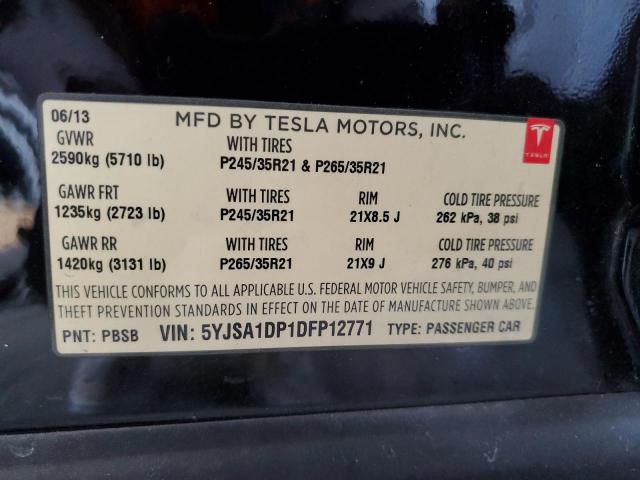 06/13 MFD BY TESLA MOTORS, INC.
GVWR WITH TIRES
2590kg (5710 lb) P245/35R21 & P265/35R21
TESLA
GAWR FRT WITH TIRES RIM COLD TIRE PRESSURE
1235kg (2723 lb) P245/35R21 21X8.5 J 262 kPa, 38 psi
GAWR RR WITH TIRES RIM COLD TIRE PRESSURE
1420kg (3131 lb) P265/35R21 21X9 J 276 kPa, 40 psi
THIS VEHICLE CONFORMS TO ALL APPLICABLE U.S. FEDERAL MOTOR VEHICLE SAFETY, BUMPER, AND
THEFT PREVENTION STANDARDS IN EFFECT ON THE DATE OF MANUFACTURE SHOWN ABOVE.
PNT: PBSB VIN: 5YJSA1DP1DFP12771 TYPE: PASSENGER CAR